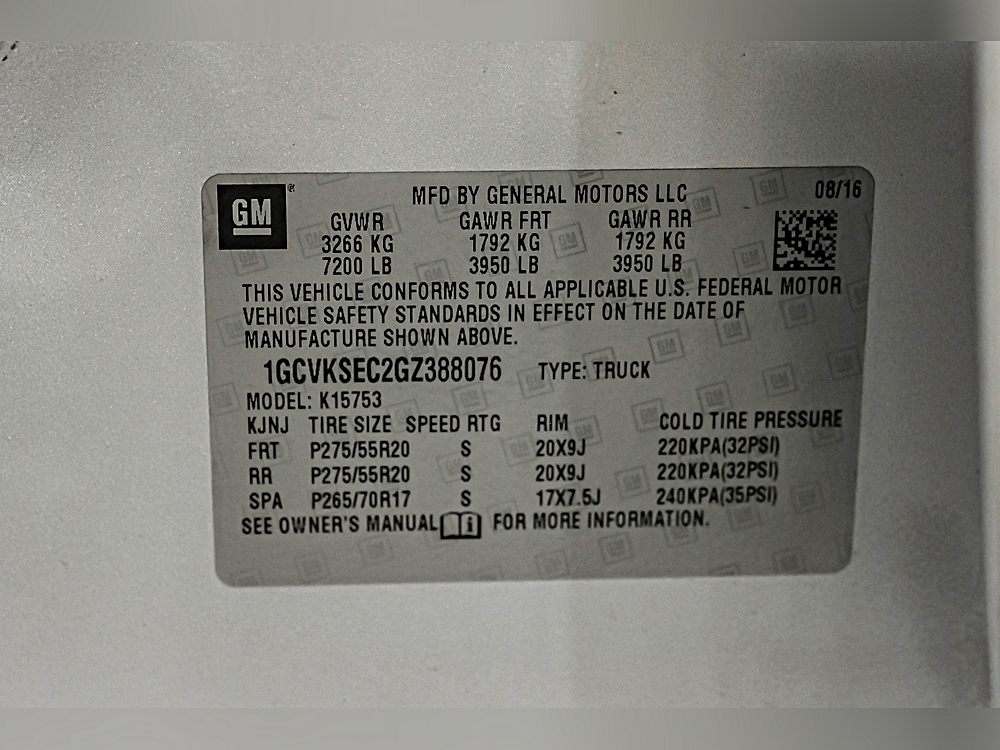 GM® MFD BY GENERAL MOTORS LLC 08/16
GVWR GAWR FRT GAWR RR
3266 KG 1792 KG 1792 KG
7200 LB 3950 LB 3950 LB
THIS VEHICLE CONFORMS TO ALL APPLICABLE U.S. FEDERAL MOTOR
VEHICLE SAFETY STANDARDS IN EFFECT ON THE DATE OF
MANUFACTURE SHOWN ABOVE.
1GCVKSEC2GZ388076 TYPE: TRUCK
MODEL: K15753
KJNJ TIRE SIZE SPEED RTG RIM COLD TIRE PRESSURE
FRT P275/55R20 S 20X9J 220KPA(32PSI)
RR P275/55R20 S 20X9J 220KPA(32PSI)
SPA P265/70R17 S 17X7.5J 240KPA(35PSI)
SEE OWNER'S MANUAL i FOR MORE INFORMATION.